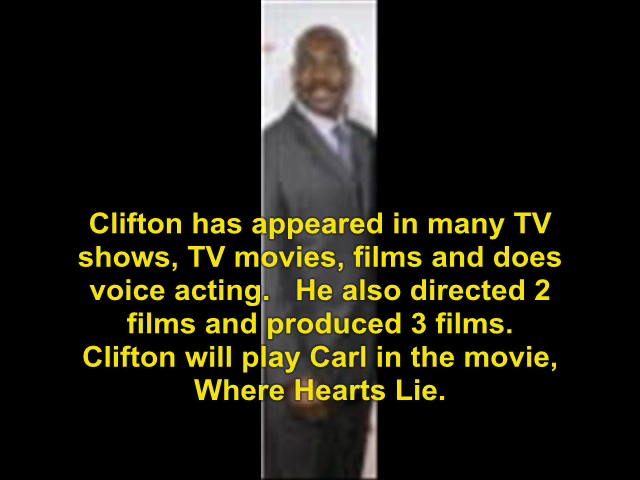 Clifton has appeared in many TV
shows, TV movies, films and does
voice acting.   He also directed 2
films and produced 3 films.
Clifton will play Carl in the movie,
Where Hearts Lie.